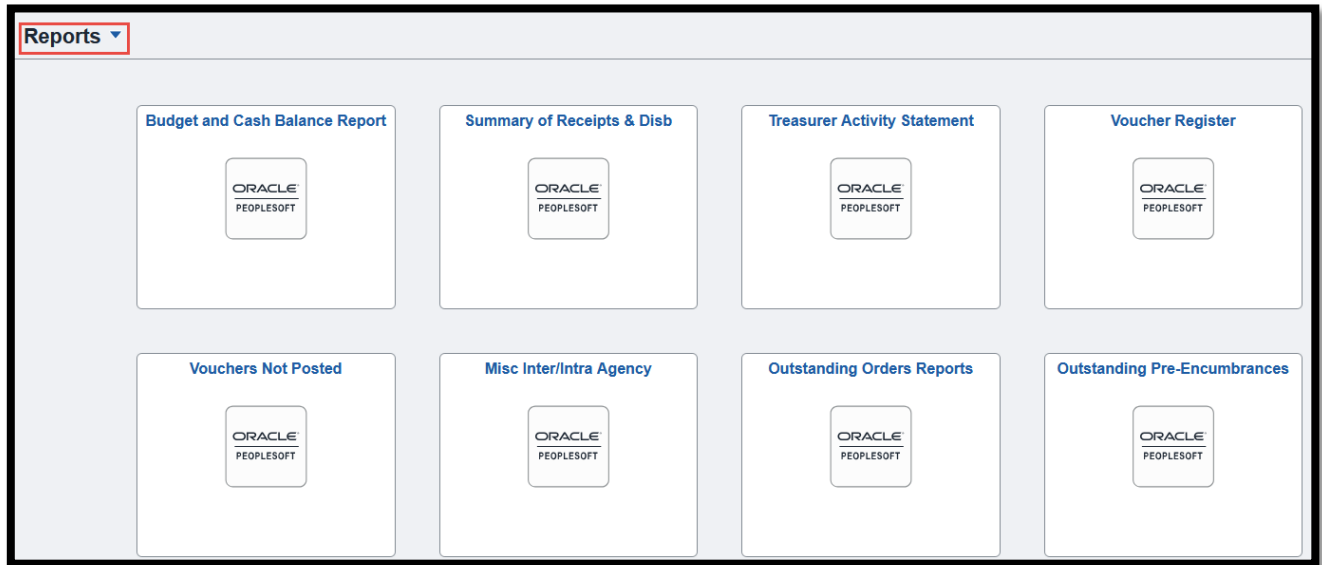 Reports
Budget and Cash Balance Report
Summary of Receipts & Disb
Treasurer Activity Statement
Voucher Register
ORACLE
PEOPLESOFT
ORACLE
PEOPLESOFT
ORACLE
PEOPLESOFT
ORACLE
PEOPLESOFT
Vouchers Not Posted
Misc Inter/Intra Agency
Outstanding Orders Reports
Outstanding Pre-Encumbrances
ORACLE
PEOPLESOFT
ORACLE
PEOPLESOFT
ORACLE
PEOPLESOFT
ORACLE
PEOPLESOFT